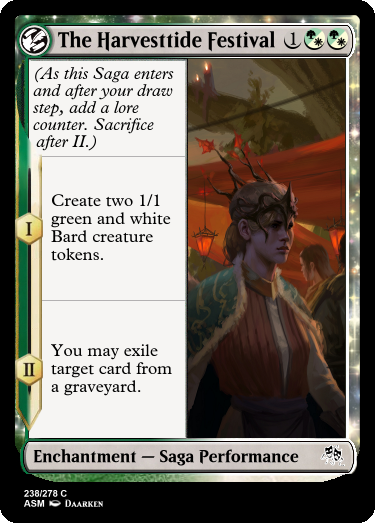 The Harvesttide Festival 1
(As this Saga enters
and after your draw
step, add a lore
counter. Sacrifice
after II.)
I
Create two 1/1
green and white
Bard creature
tokens.
II
You may exile
target card from
a graveyard.
Enchantment — Saga Performance
238/278 C
ASM Daarken